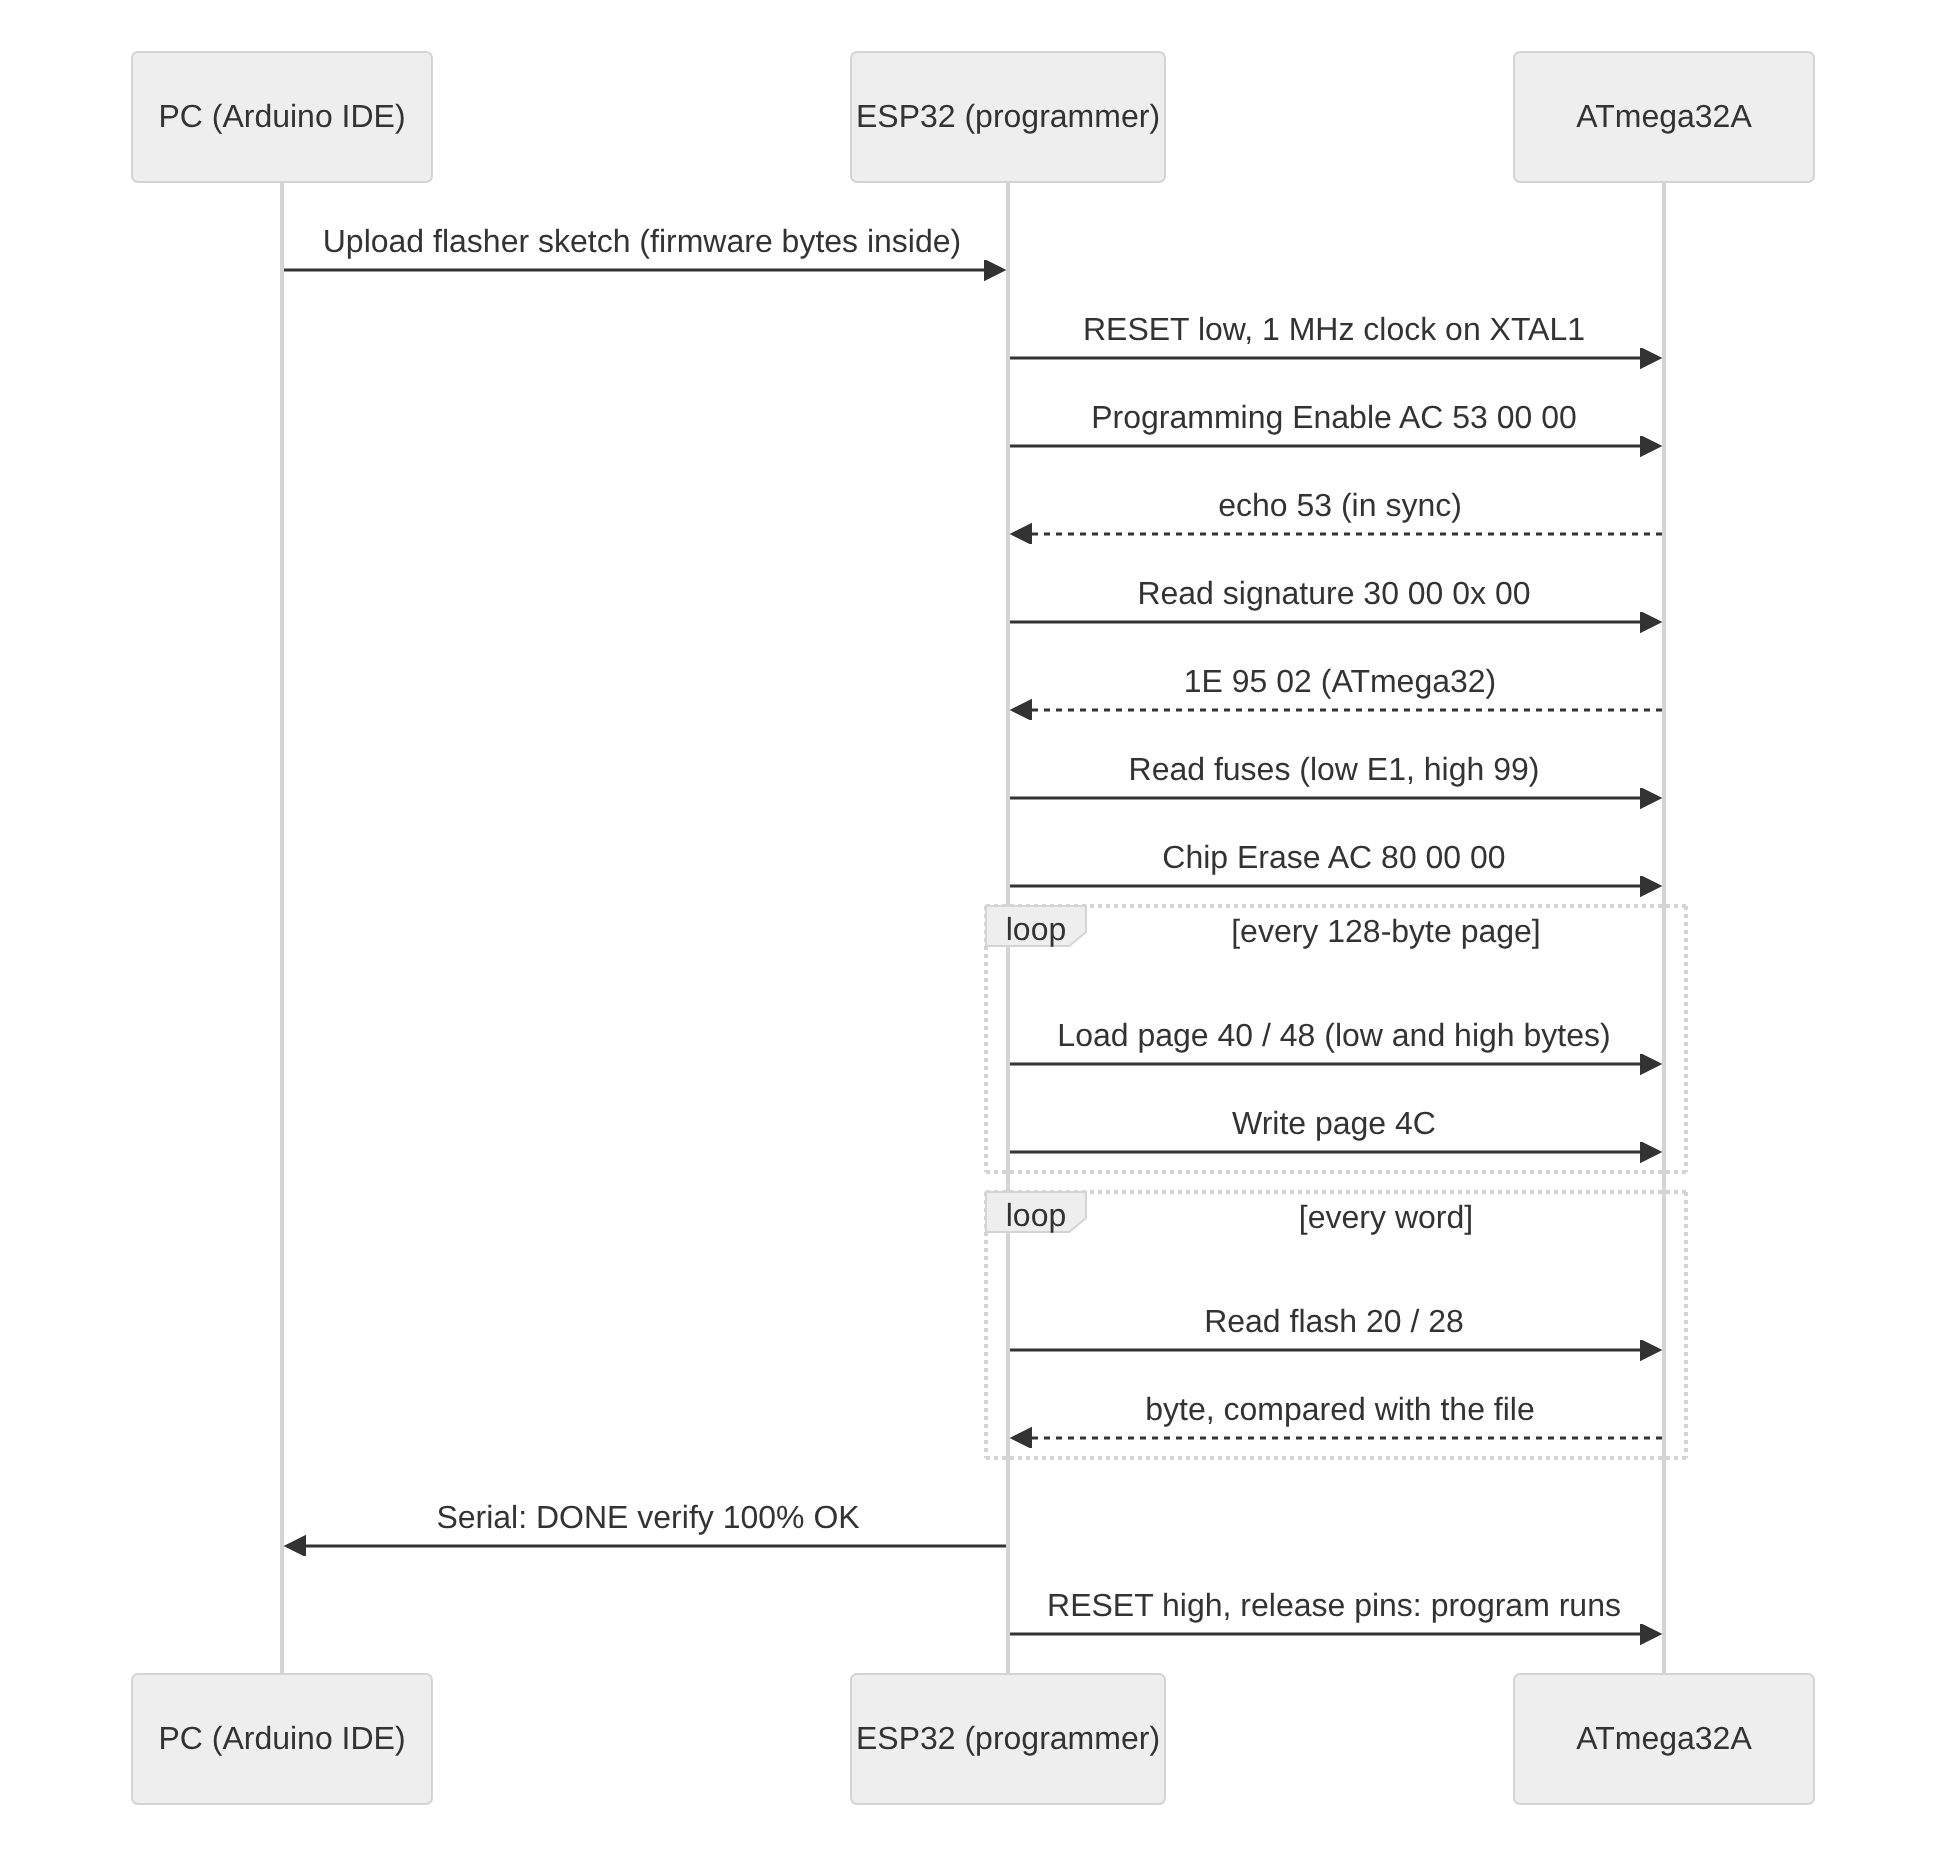 PC (Arduino IDE)
ESP32 (programmer)
ATmega32A
Upload flasher sketch (firmware bytes inside)
RESET low, 1 MHz clock on XTAL1
Programming Enable AC 53 00 00
echo 53 (in sync)
Read signature 30 00 0x 00
1E 95 02 (ATmega32)
Read fuses (low E1, high 99)
Chip Erase AC 80 00 00
loop
[every 128-byte page]
Load page 40 / 48 (low and high bytes)
Write page 4C
loop
[every word]
Read flash 20 / 28
byte, compared with the file
Serial: DONE verify 100% OK
RESET high, release pins: program runs
PC (Arduino IDE)
ESP32 (programmer)
ATmega32A